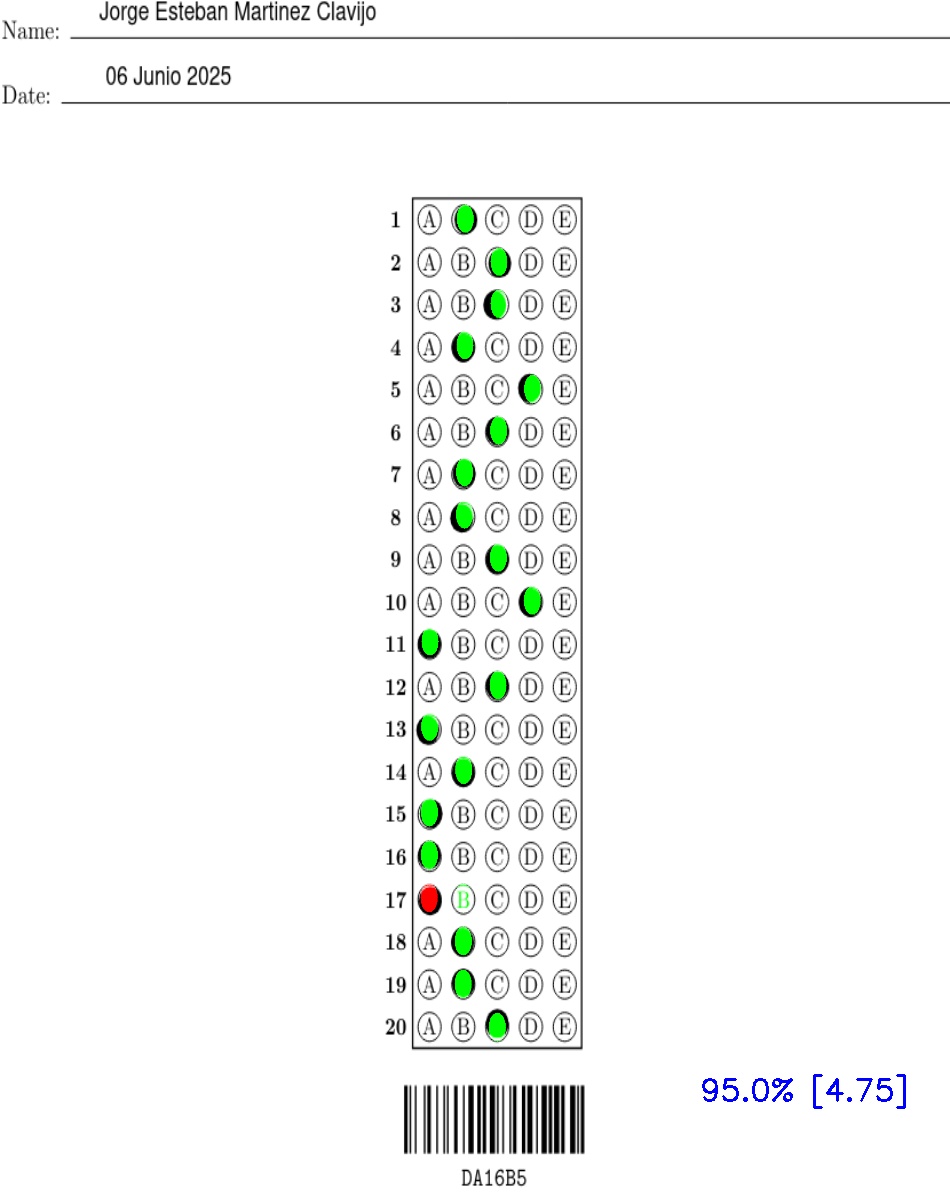 Name: Jorge Esteban Martinez Clavijo
Date: 06 Junio 2025
1 A C D E
2 A B D E
3 A B D E
4 A C D E
5 A B C E
6 A B D E
7 A C D E
8 A C D E
9 A B D E
10 A B C E
11 B C D E
12 A B D E
13 B C D E
14 A C D E
15 B C D E
16 B C D E
17 B C D E
18 A C D E
19 A C D E
20 A B D E
95.0% [4.75]
DA16B5